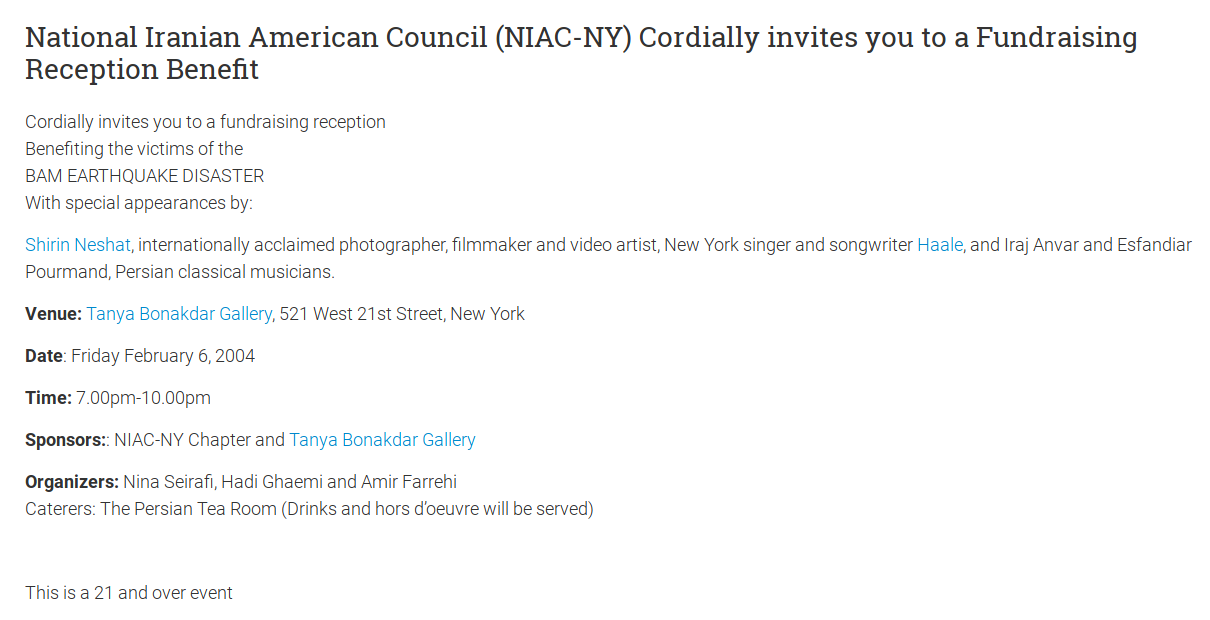 National Iranian American Council (NIAC-NY) Cordially invites you to a Fundraising
Reception Benefit
Cordially invites you to a fundraising reception
Benefiting the victims of the
BAM EARTHQUAKE DISASTER
With special appearances by:
Shirin Neshat, internationally acclaimed photographer, filmmaker and video artist, New York singer and songwriter Haale, and Iraj Anvar and Esfandiar
Pourmand, Persian classical musicians.
Venue: Tanya Bonakdar Gallery, 521 West 21st Street, New York
Date: Friday February 6, 2004
Time: 7.00pm-10.00pm
Sponsors:: NIAC-NY Chapter and Tanya Bonakdar Gallery
Organizers: Nina Seirafi, Hadi Ghaemi and Amir Farrehi
Caterers: The Persian Tea Room (Drinks and hors d’oeuvre will be served)
This is a 21 and over event